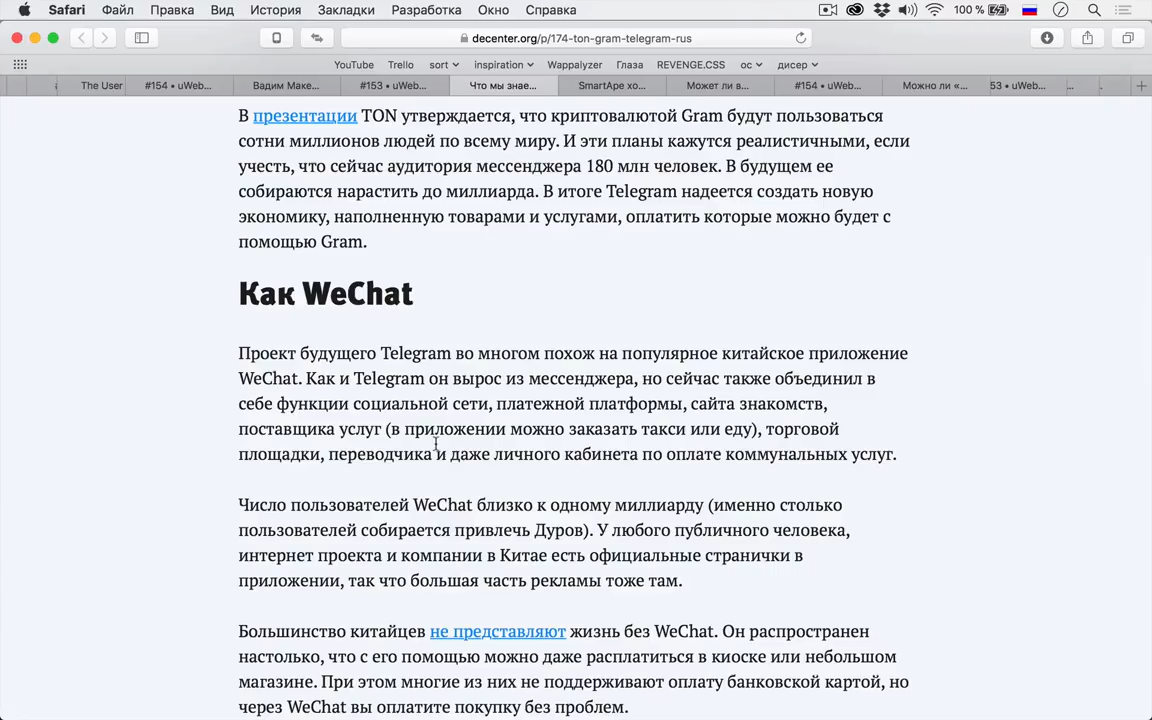 Safari Файл Правка Вид История Закладки Разработка Окно Справка 100 %
decenter.org/p/174-ton-gram-telegram-rus
YouTube Trello sort inspiration Wappalyzer Глаза REVENGE.CSS ос дисер
The User #154 • uWeb... Вадим Маке... #153 • uWeb... Что мы знае... SmartApe хо... Может ли в... #154 • uWeb... Можно ли «... 53 • uWeb... ... .
В презентации TON утверждается, что криптовалютой Gram будут пользоваться
сотни миллионов людей по всему миру. И эти планы кажутся реалистичными, если
учесть, что сейчас аудитория мессенджера 180 млн человек. В будущем ее
собираются нарастить до миллиарда. В итоге Telegram надеется создать новую
экономику, наполненную товарами и услугами, оплатить которые можно будет с
помощью Gram.
Как WeChat
Проект будущего Telegram во многом похож на популярное китайское приложение
WeChat. Как и Telegram он вырос из мессенджера, но сейчас также объединил в
себе функции социальной сети, платежной платформы, сайта знакомств,
поставщика услуг (в приложении можно заказать такси или еду), торговой
площадки, переводчика и даже личного кабинета по оплате коммунальных услуг.
Число пользователей WeChat близко к одному миллиарду (именно столько
пользователей собирается привлечь Дуров). У любого публичного человека,
интернет проекта и компании в Китае есть официальные странички в
приложении, так что большая часть рекламы тоже там.
Большинство китайцев не представляют жизнь без WeChat. Он распространен
настолько, что с его помощью можно даже расплатиться в киоске или небольшом
магазине. При этом многие из них не поддерживают оплату банковской картой, но
через WeChat вы оплатите покупку без проблем.